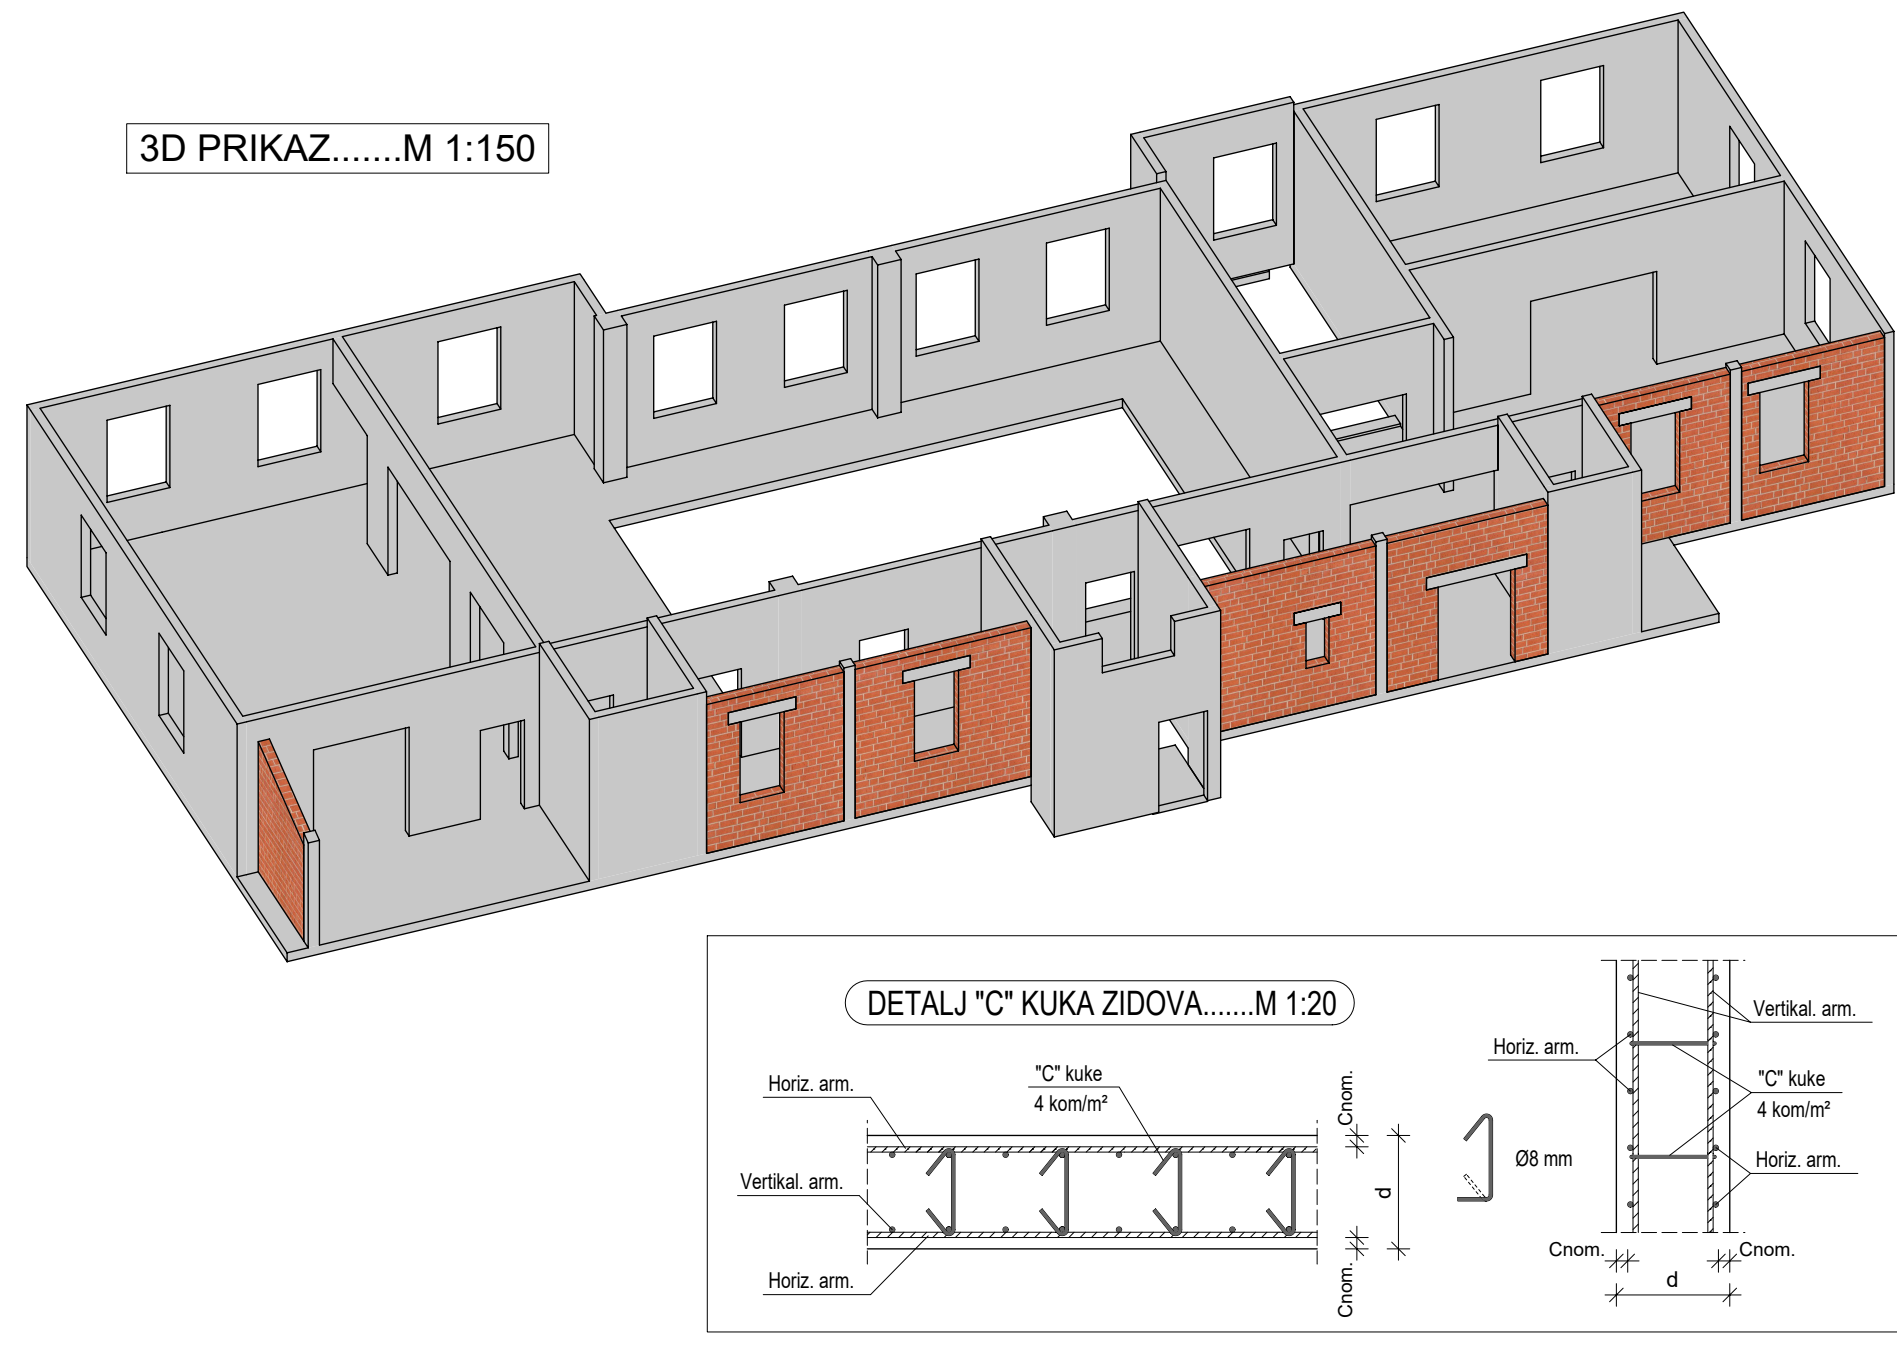 3D PRIKAZ.......M 1:150
DETALJ "C" KUKA ZIDOVA.......M 1:20
Horiz. arm.
"C" kuke
4 kom/m²
Vertikal. arm.
Horiz. arm.
Cnom.
d
Cnom.
Ø8 mm
Vertikal. arm.
Horiz. arm.
"C" kuke
4 kom/m²
Horiz. arm.
Cnom.
Cnom.
d